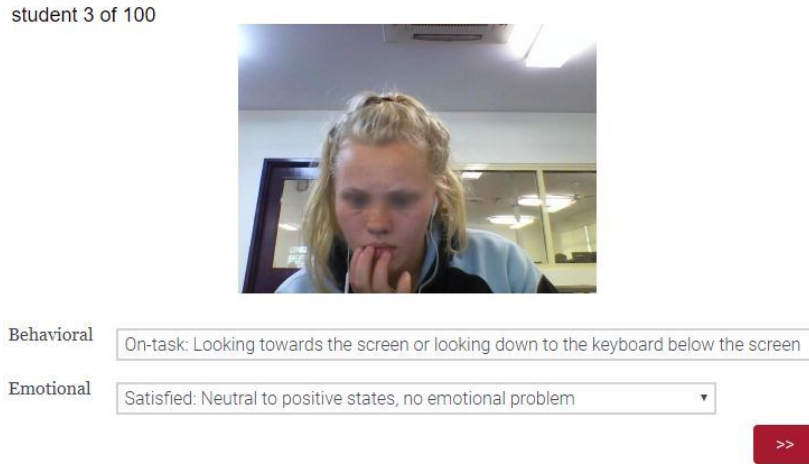 student 3 of 100
Behavioral
On-task: Looking towards the screen or looking down to the keyboard below the screen
Emotional
Satisfied: Neutral to positive states, no emotional problem
>>